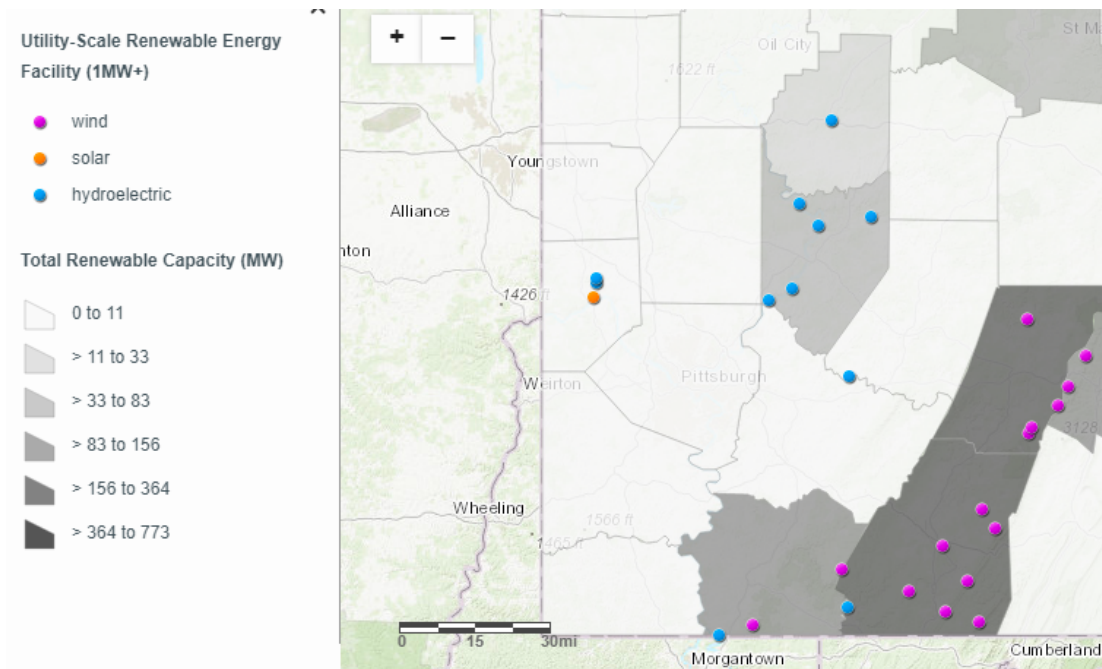 Utility-Scale Renewable Energy
Facility (1MW+)
wind
solar
hydroelectric
Total Renewable Capacity (MW)
0 to 11
> 11 to 33
> 33 to 83
> 83 to 156
> 156 to 364
> 364 to 773
+ −
St M
Oil City
1622 ft
Youngstown
Alliance
nton
1426 ft
Weirton
Pittsburgh
3128
Wheeling
1566 ft
1465 ft
0 15 30mi
Morgantown
Cumberland